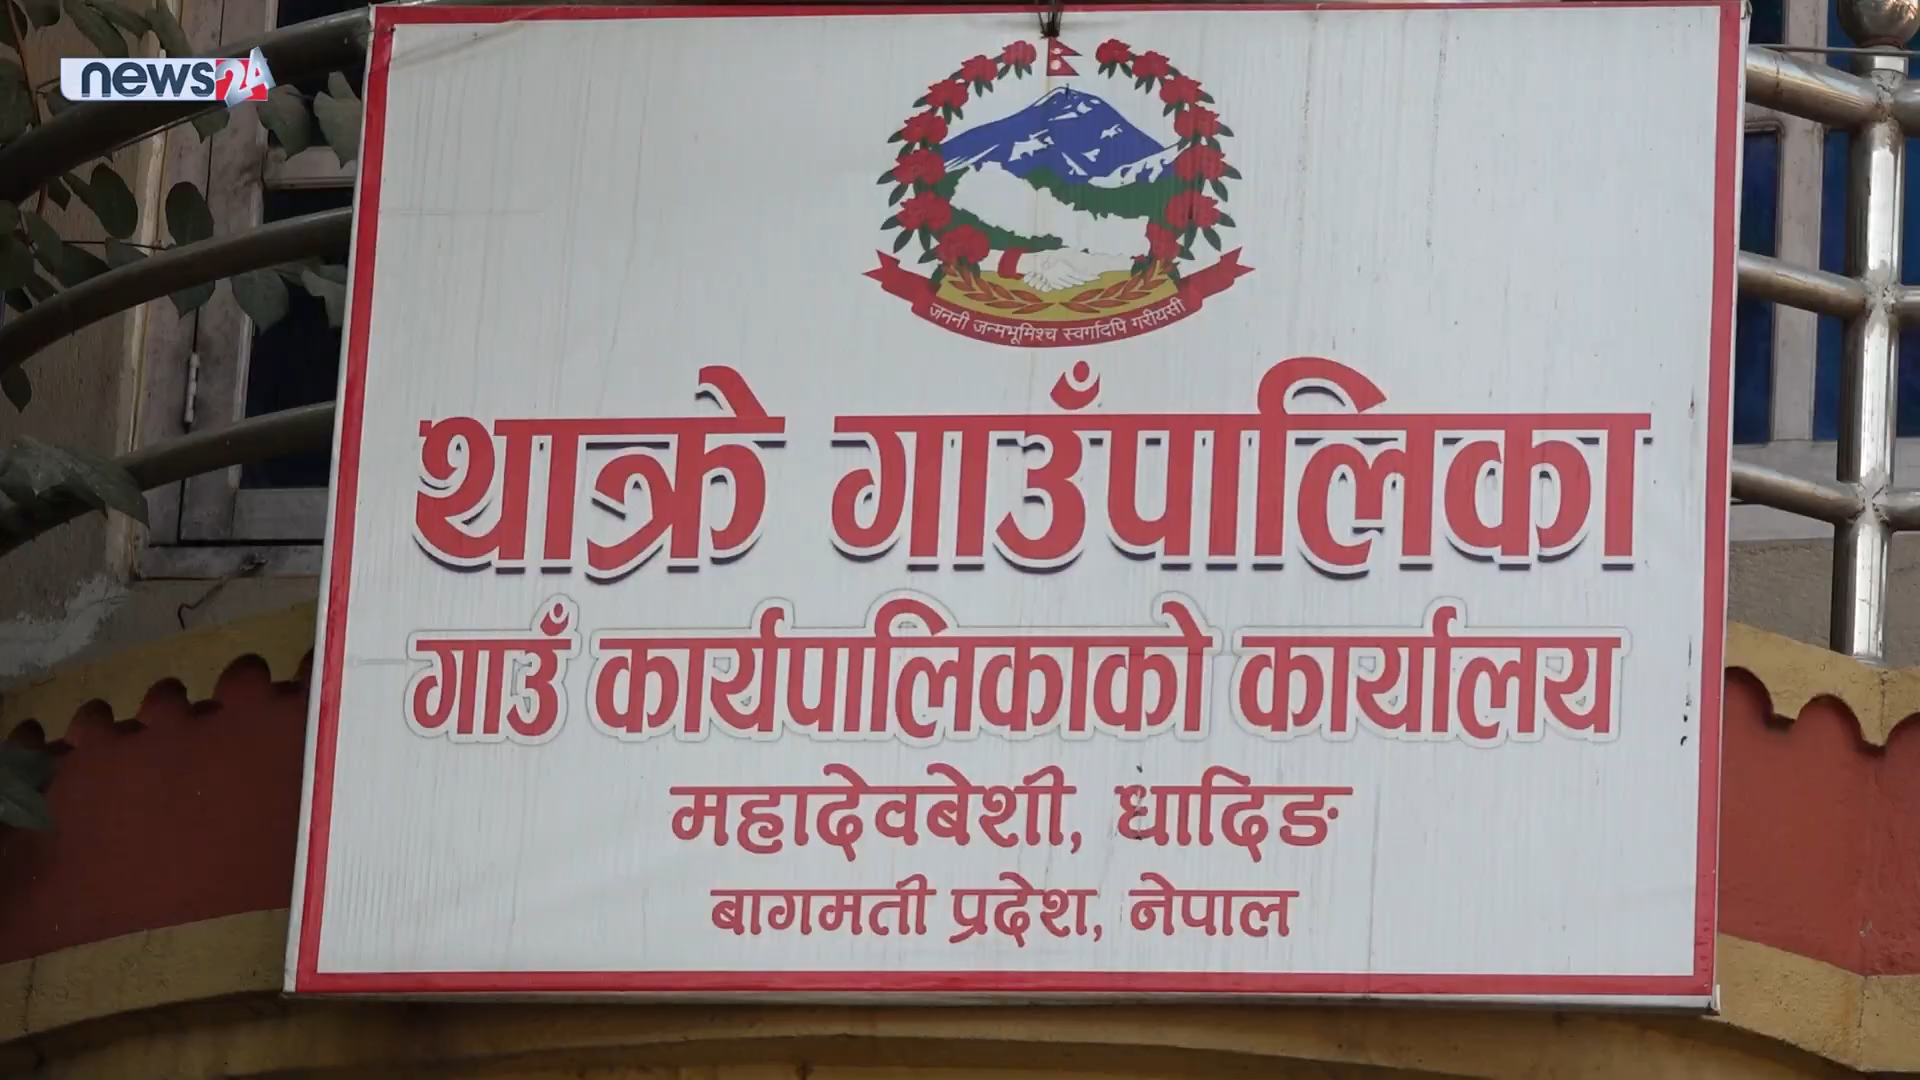 news24
जननी जन्मभूमिश्च स्वर्गादपि गरीयसी
थाक्रे गाउँपालिका
गाउँ कार्यपालिकाको कार्यालय
महादेवबेशी, धादिङ
बागमती प्रदेश, नेपाल